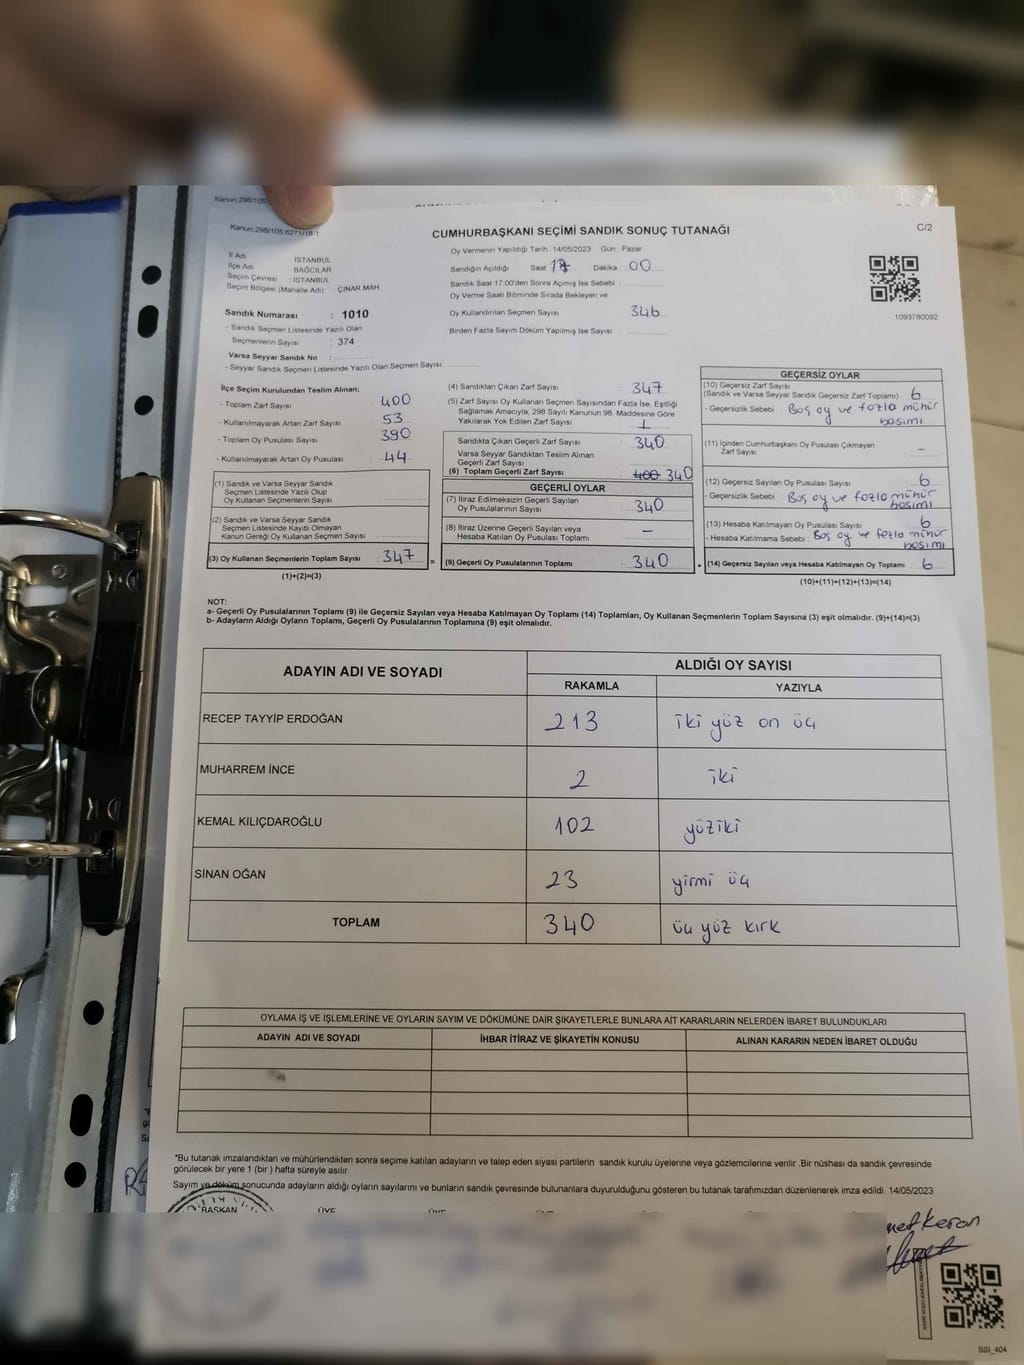 Kanun:298/105
Kanun:298/105.6271/18-1
CUMHURBAŞKANI SEÇİMİ SANDIK SONUÇ TUTANAĞI
C/2
İl Adı : İSTANBUL
İlçe Adı : BAĞCILAR
Seçim Çevresi : İSTANBUL
Seçim Bölgesi (Mahalle Adı) : ÇINAR MAH
Oy Vermenin Yapıldığı Tarih :14/05/2023 Gün : Pazar
Sandığın Açıldığı Saat 17 Dakika : 00
Sandık Saat 17:00'den Sonra Açımış İse Sebebi :
Oy Verme Saati Bitiminde Sırada Bekleyen ve
Oy Kullandırılan Seçmen Sayısı : 346
Birden Fazla Sayım Döküm Yapılmış İse Sayısı :
1093780092
Sandık Numarası : 1010
- Sandık Seçmen Listesinde Yazılı Olan
Seçmenlerin Sayısı : 374
Varsa Seyyar Sandık No :
- Seyyar Sandık Seçmen Listesinde Yazılı Olan Seçmen Sayısı:
İlçe Seçim Kurulundan Teslim Alınan;
- Toplam Zarf Sayısı : 400
- Kullanılmayarak Artan Zarf Sayısı : 53
- Toplam Oy Pusulası Sayısı : 390
- Kullanılmayarak Artan Oy Pusulası : 44
(1) Sandık ve Varsa Seyyar Sandık
Seçmen Listesinde Yazılı Olup
Oy Kullanan Seçmenlerin Sayısı :
(2) Sandık ve Varsa Seyyar Sandık
Seçmen Listesinde Kayıtlı Olmayan
Kanun Gereği Oy Kullanan Seçmen Sayısı :
(3) Oy Kullanan Seçmenlerin Toplam Sayısı : 347
(1)+(2)=(3)
(4) Sandıktan Çıkan Zarf Sayısı : 347
(5) Zarf Sayısı Oy Kullanan Seçmen Sayısından Fazla İse, Eşitliği
Sağlamak Amacıyla, 298 Sayılı Kanunun 98. Maddesine Göre
Yakılarak Yok Edilen Zarf Sayısı : 1
Sandıkta Çıkan Geçerli Zarf Sayısı : 340
Varsa Seyyar Sandıktan Teslim Alınan
Geçerli Zarf Sayısı :
(6) Toplam Geçerli Zarf Sayısı : 400 340
GEÇERLİ OYLAR
(7) İtiraz Edilmeksizin Geçerli Sayılan
Oy Pusulalarının Sayısı : 340
(8) İtiraz Üzerine Geçerli Sayılan veya
Hesaba Katılan Oy Pusulası Toplamı : —
= (9) Geçerli Oy Pusulalarının Toplamı : 340
GEÇERSİZ OYLAR
(10) Geçersiz Zarf Sayısı
(Sandık ve Varsa Seyyar Sandık Geçersiz Zarf Toplamı) : 6
- Geçersizlik Sebebi : Boş oy ve fazla mühür
basımı
(11) İçinden Cumhurbaşkanı Oy Pusulası Çıkmayan
Zarf Sayısı : —
(12) Geçersiz Sayılan Oy Pusulası Sayısı : 6
- Geçersizlik Sebebi : Boş oy ve fazla mühür
basımı
(13) Hesaba Katılmayan Oy Pusulası Sayısı : 6
- Hesaba Katılmama Sebebi : Boş oy ve fazla mühür
basımı
+ (14) Geçersiz Sayılan veya Hesaba Katılmayan Oy Toplamı : 6
(10)+(11)+(12)+(13)=(14)
NOT:
a- Geçerli Oy Pusulalarının Toplamı (9) ile Geçersiz Sayılan veya Hesaba Katılmayan Oy Toplamı (14) Toplamları, Oy Kullanan Seçmenlerin Toplam Sayısına (3) eşit olmalıdır. (9)+(14)=(3)
b- Adayların Aldığı Oyların Toplamı, Geçerli Oy Pusulalarının Toplamına (9) eşit olmalıdır.
ADAYIN ADI VE SOYADI
ALDIĞI OY SAYISI
RAKAMLA YAZIYLA
RECEP TAYYİP ERDOĞAN 213 iki yüz on üç
MUHARREM İNCE 2 iki
KEMAL KILIÇDAROĞLU 102 yüziki
SİNAN OĞAN 23 yirmi üç
TOPLAM 340 üç yüz kırk
OYLAMA İŞ VE İŞLEMLERİNE VE OYLARIN SAYIM VE DÖKÜMÜNE DAİR ŞİKAYETLERLE BUNLARA AİT KARARLARIN NELERDEN İBARET BULUNDUKLARI
ADAYIN ADI VE SOYADI İHBAR İTİRAZ VE ŞİKAYETİN KONUSU ALINAN KARARIN NEDEN İBARET OLDUĞU
*Bu tutanak imzalandıktan ve mühürlendikten sonra seçime katılan adayların ve talep eden siyasi partilerin sandık kurulu üyelerine veya gözlemcilerine verilir .Bir nüshası da sandık çevresinde
görülecek bir yere 1 (bir ) hafta süreyle asılır.
Sayım ve döküm sonucunda adayların aldığı oyların sayılarını ve bunların sandık çevresinde bulunanlara duyurulduğunu gösteren bu tutanak tarafımızdan düzenlenerek imza edildi. 14/05/2023
BAŞKAN ÜYE ÜYE ÜYE ÜYE
SSI_404